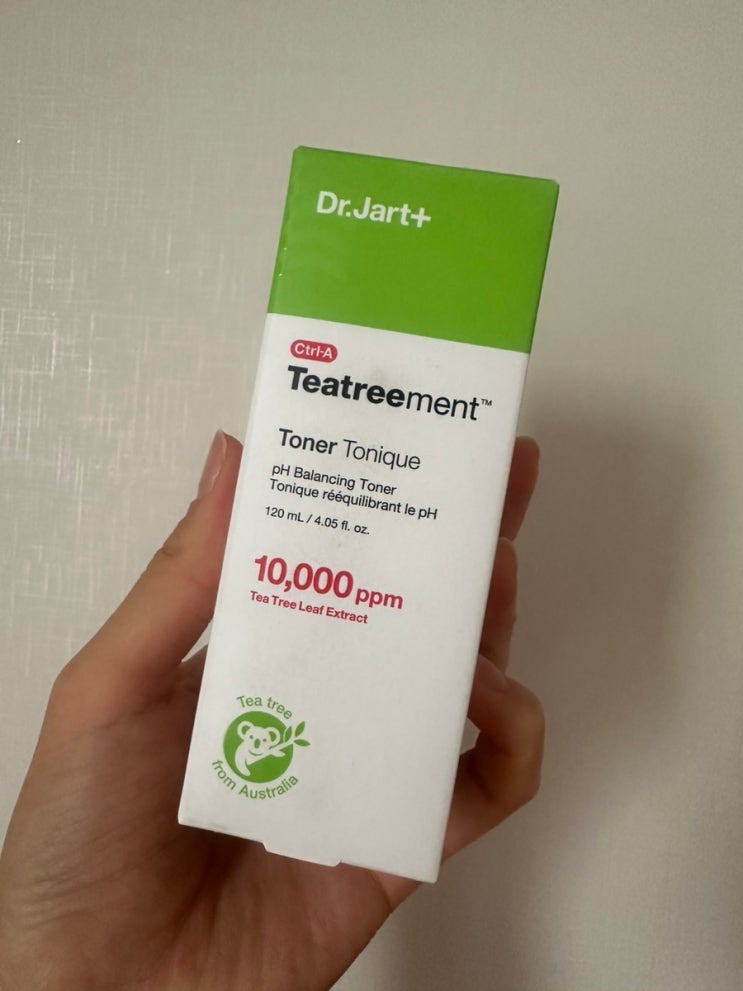 Dr.Jart+
Ctrl-A
Teatreement™
Toner Tonique
pH Balancing Toner
Tonique rééquilibrant le pH
120 mL / 4.05 fl. oz.
10,000 ppm
Tea Tree Leaf Extract
Tea tree
from Australia